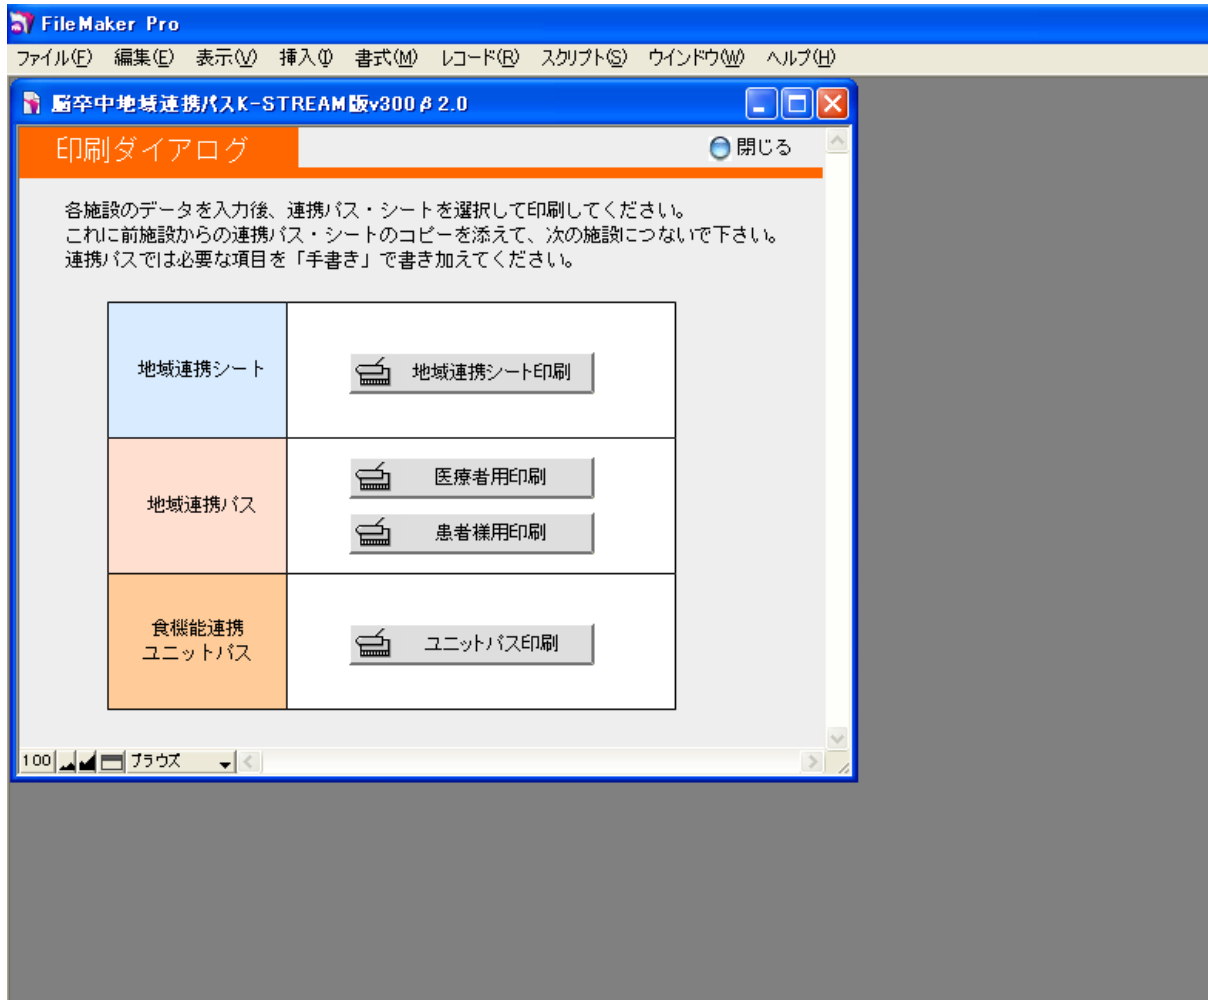 FileMaker Pro
ファイル(F) 編集(E) 表示(V) 挿入(I) 書式(M) レコード(R) スクリプト(S) ウインドウ(W) ヘルプ(H)
脳卒中地域連携パスK-STREAM版v300β2.0
印刷ダイアログ
閉じる
各施設のデータを入力後、連携パス・シートを選択して印刷してください。
これに前施設からの連携パス・シートのコピーを添えて、次の施設につないで下さい。
連携パスでは必要な項目を「手書き」で書き加えてください。
地域連携シート
地域連携シート印刷
地域連携パス
医療者用印刷
患者様用印刷
食機能連携
ユニットパス
ユニットパス印刷
100 ブラウズ